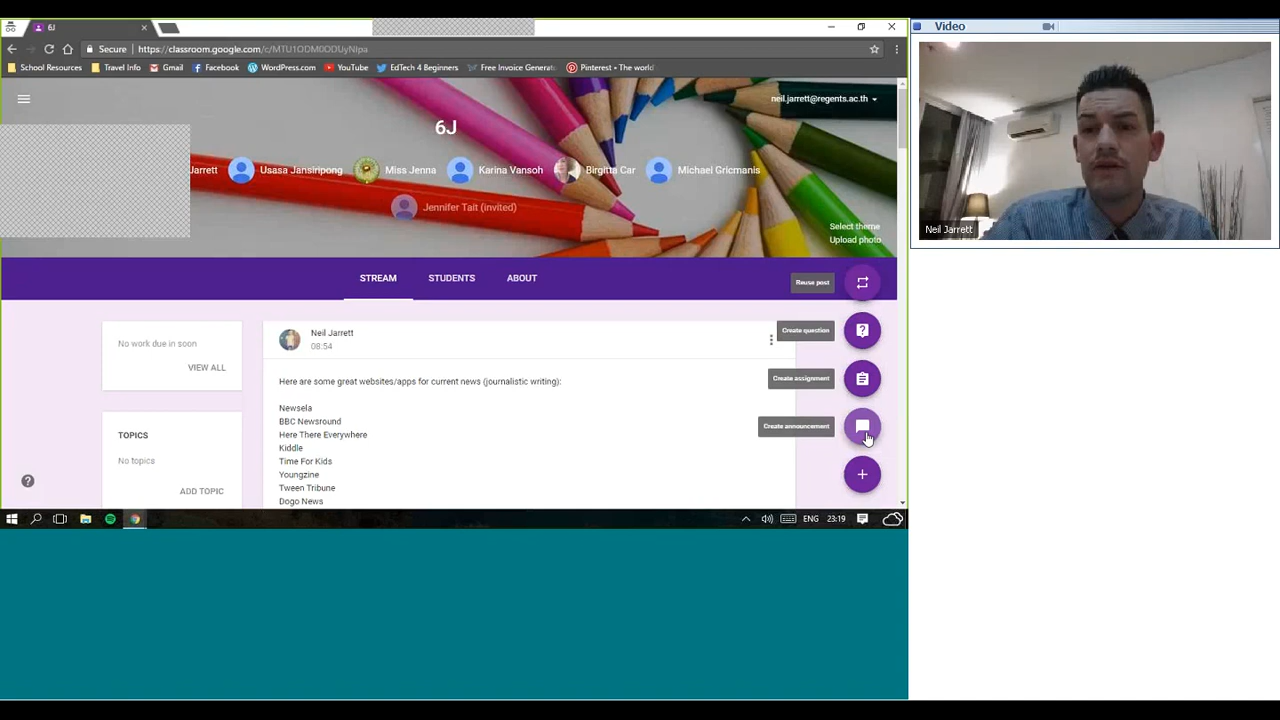 6J
Video
Secure https://classroom.google.com/c/MTU1ODM0ODUyNlpa
School Resources Travel Info Gmail Facebook WordPress.com YouTube EdTech 4 Beginners Free Invoice Genera Pinterest • The world
neil.jarrett@regents.ac.th
6J
Jarrett Usasa Jansiripong Miss Jenna Karina Vansoh Birgitta Car Michael Gricmanis
Jennifer Tait (invited)
Select theme
Upload photo
Neil Jarrett
STREAM STUDENTS ABOUT
Reuse post
Create question
Create assignment
Create announcement
No work due in soon
VIEW ALL
TOPICS
No topics
ADD TOPIC
Neil Jarrett
08:54
Here are some great websites/apps for current news (journalistic writing):
Newsela
BBC Newsround
Here There Everywhere
Kiddle
Time For Kids
Youngzine
Tween Tribune
Dogo News
ENG 23:19